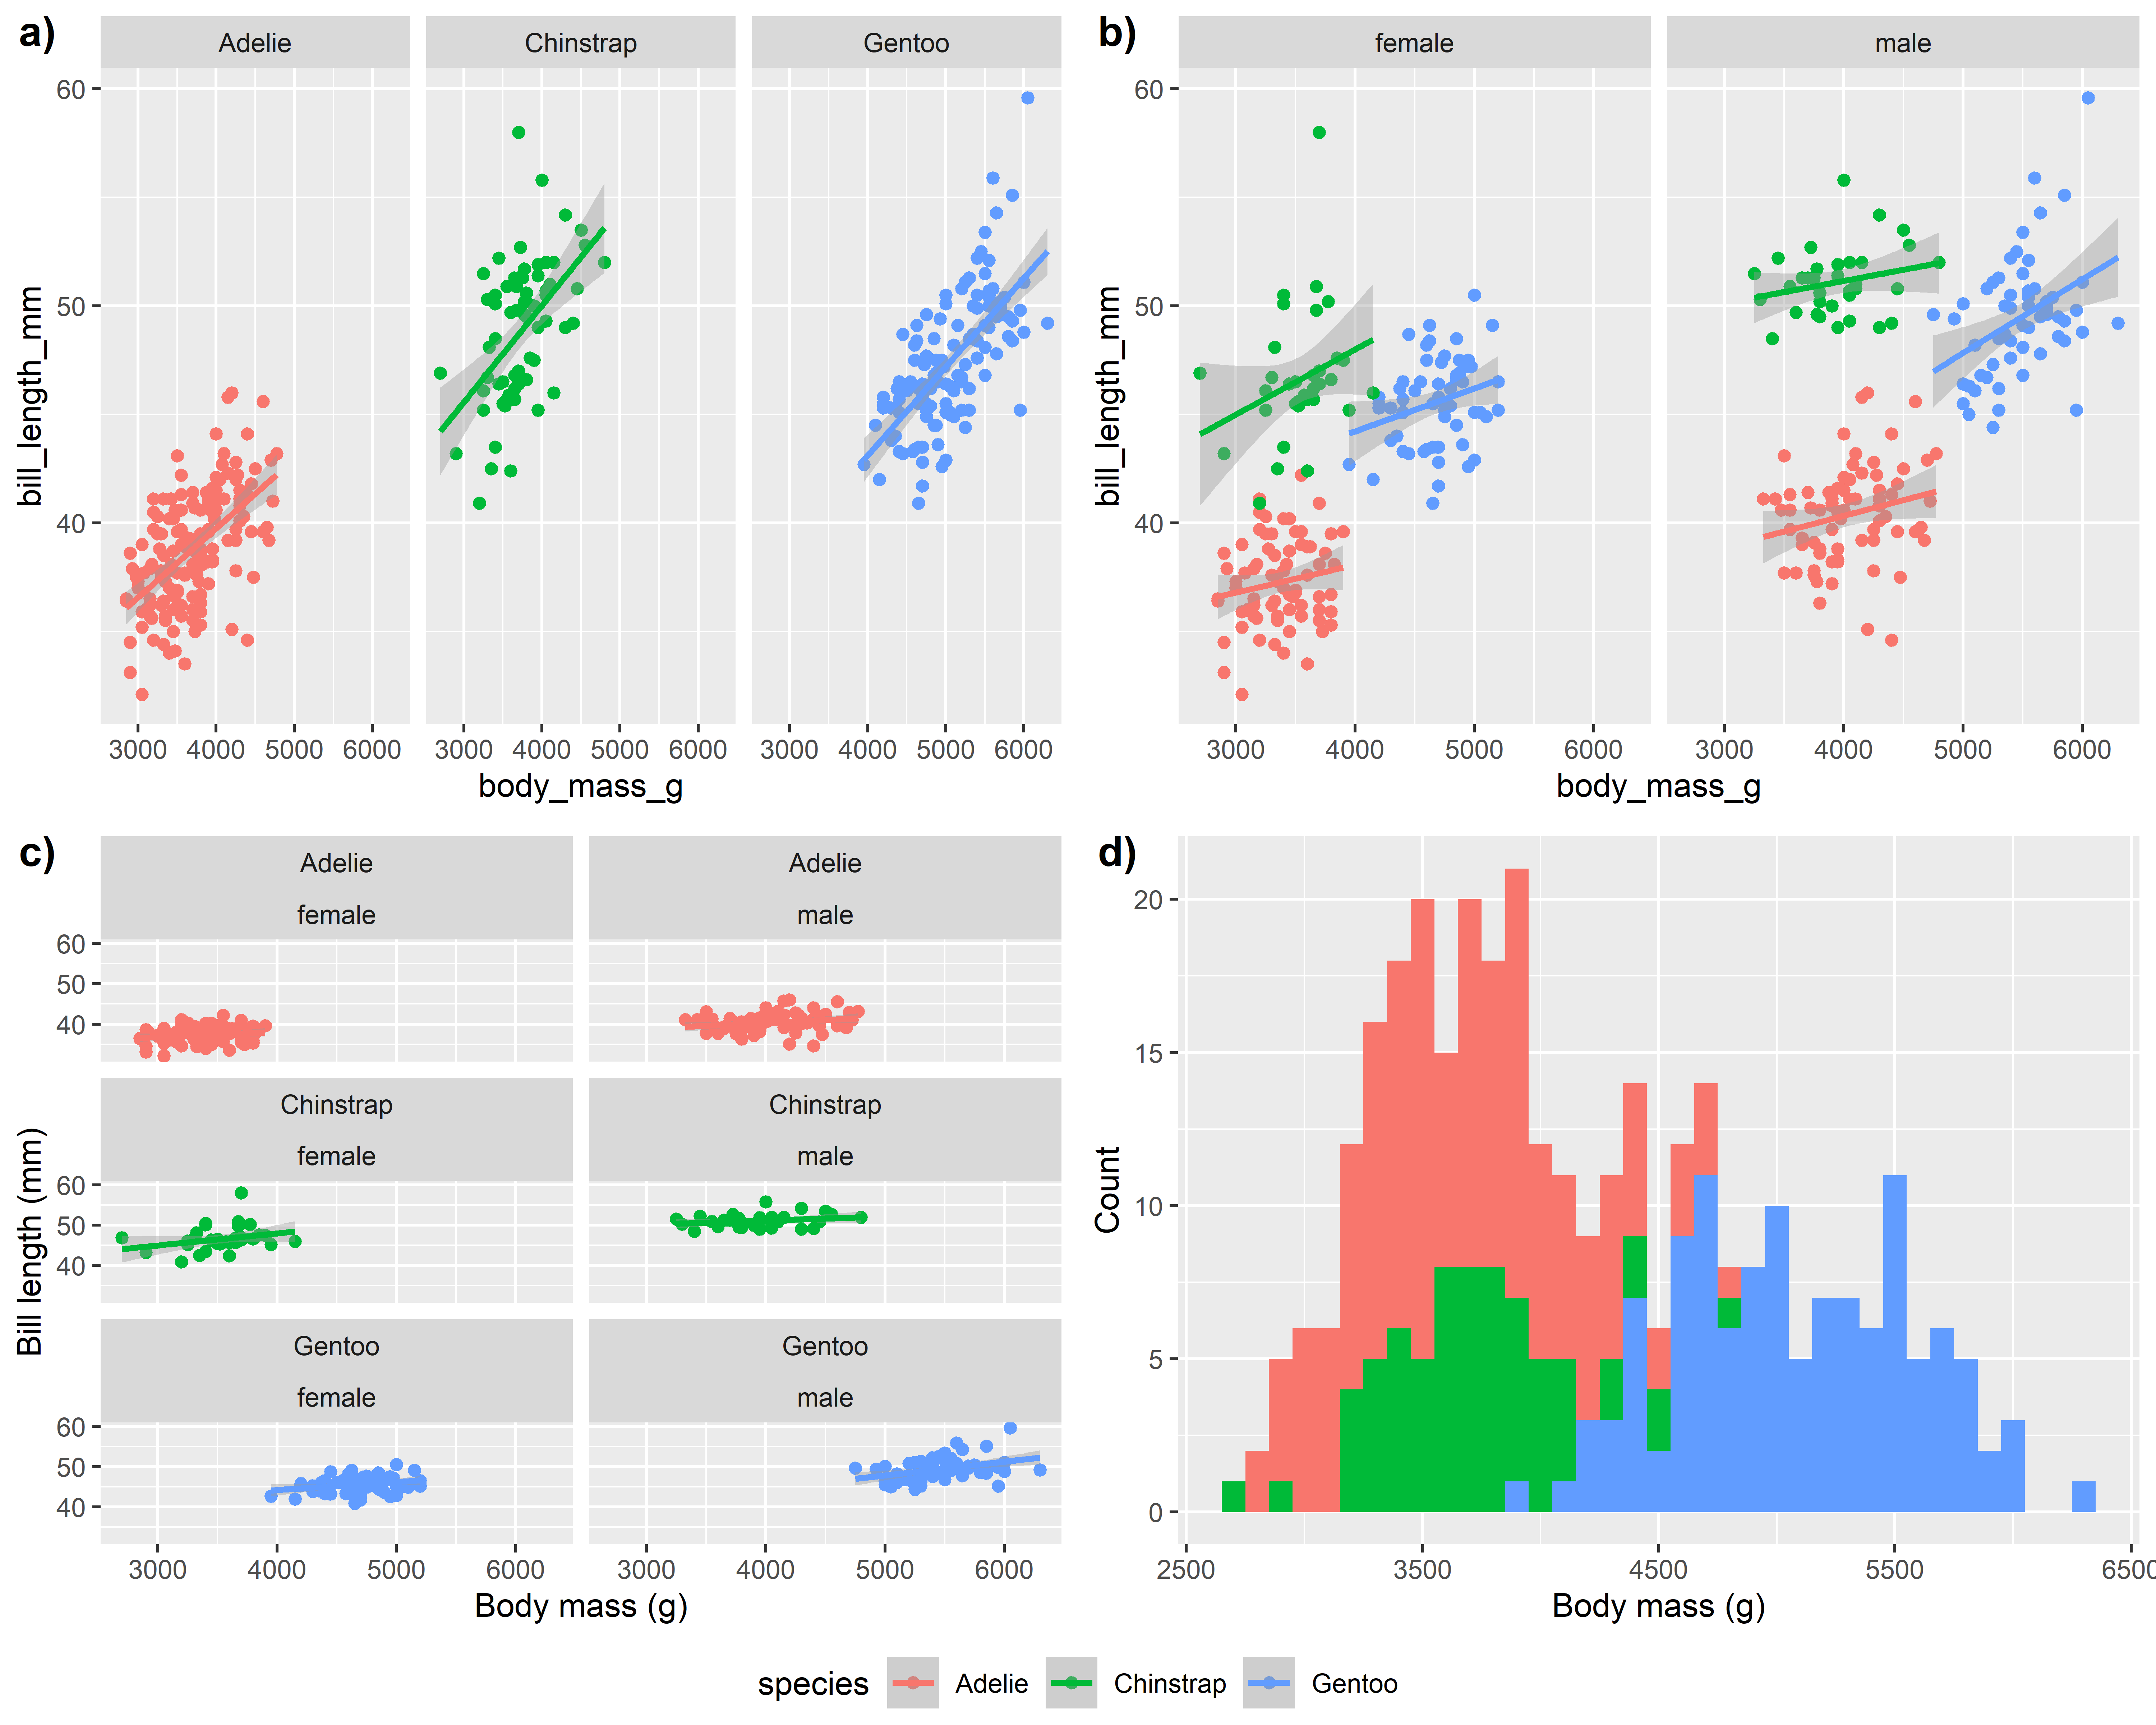 a)
Adelie Chinstrap Gentoo
60
50
40
bill_length_mm
3000 4000 5000 6000 3000 4000 5000 6000 3000 4000 5000 6000
body_mass_g
b)
female male
60
50
40
bill_length_mm
3000 4000 5000 6000 3000 4000 5000 6000
body_mass_g
c)
Adelie Adelie
female male
60
50
40
Chinstrap Chinstrap
female male
60
50
40
Gentoo Gentoo
female male
60
50
40
Bill length (mm)
3000 4000 5000 6000 3000 4000 5000 6000
Body mass (g)
d)
20
15
10
5
0
Count
2500 3500 4500 5500 6500
Body mass (g)
species Adelie Chinstrap Gentoo